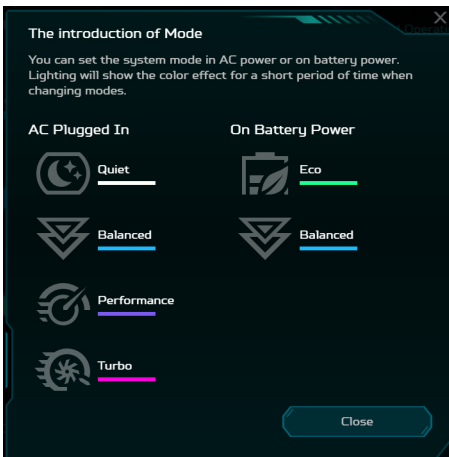 The introduction of Mode
You can set the system mode in AC power or on battery power.
Lighting will show the color effect for a short period of time when
changing modes.
AC Plugged In
On Battery Power
Quiet
Eco
Balanced
Balanced
Performance
Turbo
Close